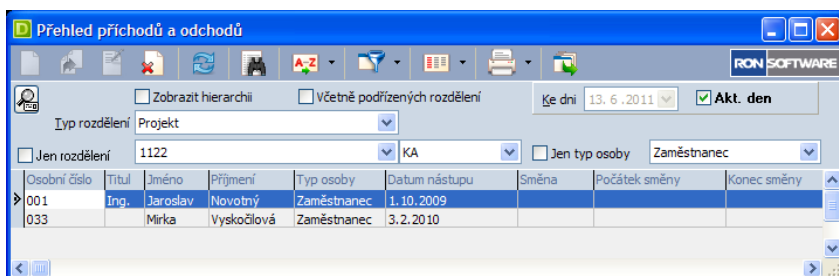 Přehled příchodů a odchodů
A-Z
RON SOFTWARE
Zobrazit hierarchii Včetně podřízených rozdělení Ke dni 13. 6 .2011 Akt. den
Typ rozdělení Projekt
Jen rozdělení 1122 KA Jen typ osoby Zaměstnanec
Osobní číslo Titul Jméno Příjmení Typ osoby Datum nástupu Směna Počátek směny Konec směny
001 Ing. Jaroslav Novotný Zaměstnanec 1.10.2009
033 Mirka Vyskočilová Zaměstnanec 3.2.2010